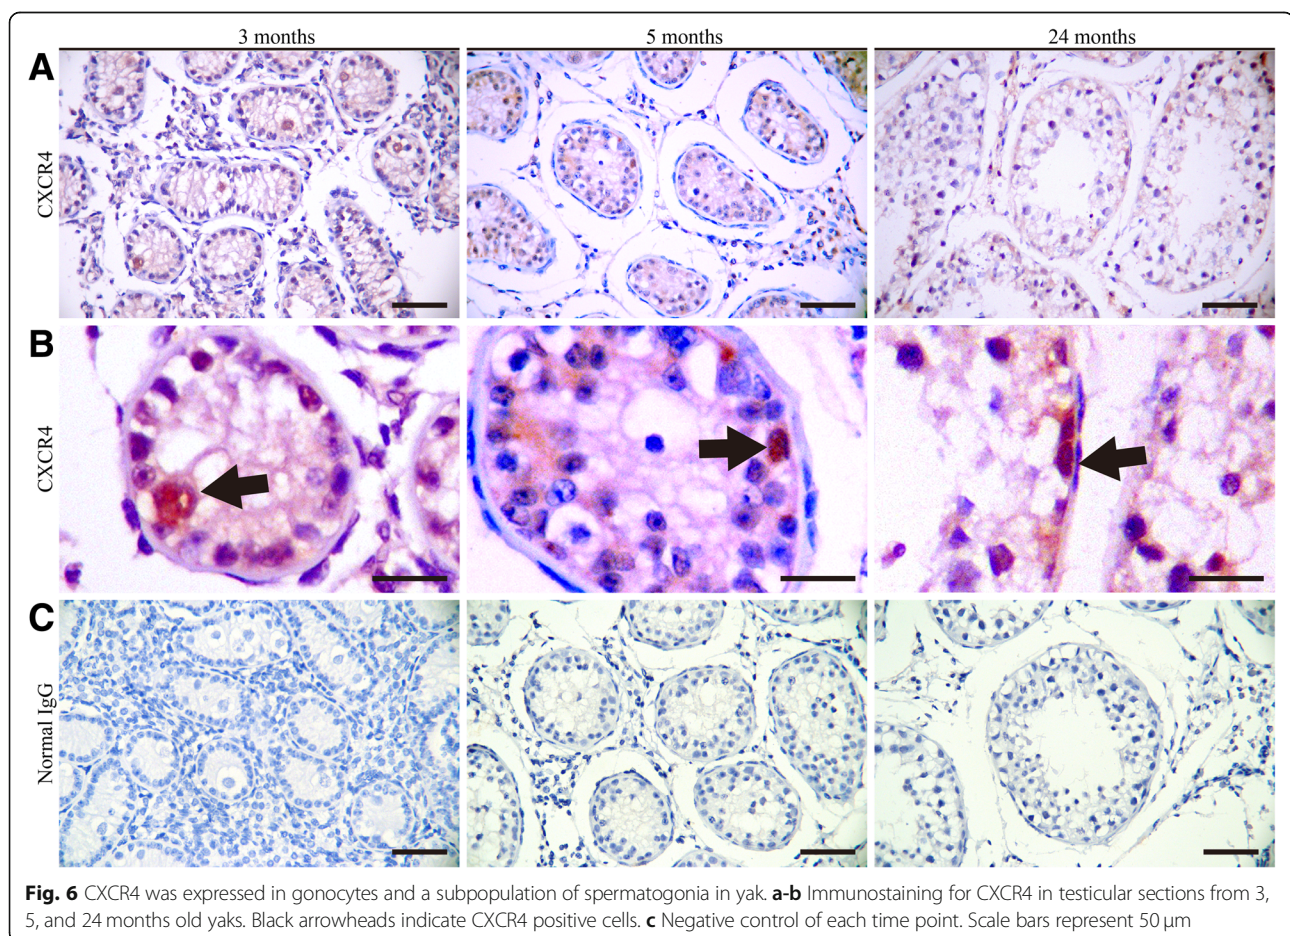 3 months 5 months 24 months
A
CXCR4
B
CXCR4
C
Normal IgG
Fig. 6 CXCR4 was expressed in gonocytes and a subpopulation of spermatogonia in yak. a-b Immunostaining for CXCR4 in testicular sections from 3,
5, and 24 months old yaks. Black arrowheads indicate CXCR4 positive cells. c Negative control of each time point. Scale bars represent 50 μm